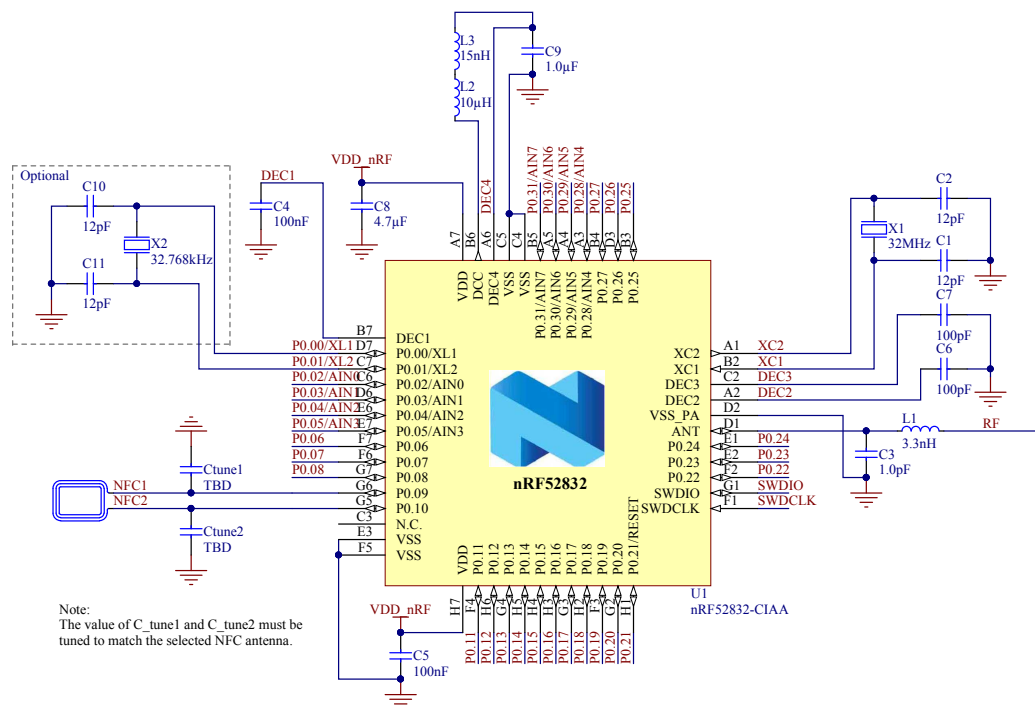 L3
15nH
L2
10µH
C9
1.0µF
Optional
C10
12pF
X2
32.768kHz
C11
12pF
DEC1
C4
100nF
VDD_nRF
C8
4.7µF
DEC4
P0.31/AIN7
P0.30/AIN6
P0.29/AIN5
P0.28/AIN4
P0.27
P0.26
P0.25
A7
B6
A6
C5
C4
B5
A5
A4
A3
B4
D3
B3
VDD
DCC
DEC4
VSS
VSS
P0.31/AIN7
P0.30/AIN6
P0.29/AIN5
P0.28/AIN4
P0.27
P0.26
P0.25
C2
12pF
X1
32MHz
C1
12pF
C7
100pF
C6
100pF
B7 DEC1
P0.00/XL1 D7 P0.00/XL1
P0.01/XL2 C7 P0.01/XL2
P0.02/AIN0 C6 P0.02/AIN0
P0.03/AIN1 D6 P0.03/AIN1
P0.04/AIN2 E6 P0.04/AIN2
P0.05/AIN3 E7 P0.05/AIN3
P0.06 F7 P0.06
P0.07 F6 P0.07
P0.08 G7 P0.08
NFC1 G6 P0.09
NFC2 G5 P0.10
C3 N.C.
E3 VSS
F5 VSS
Ctune1
TBD
Ctune2
TBD
nRF52832
XC2 A1 XC2
XC1 B2 XC1
DEC3 C2 DEC3
DEC2 A2 DEC2
VSS_PA D2
ANT D1
P0.24 E1 P0.24
P0.23 E2 P0.23
P0.22 F2 P0.22
SWDIO G1 SWDIO
SWDCLK F1 SWDCLK
L1
3.3nH
RF
C3
1.0pF
VDD
P0.11
P0.12
P0.13
P0.14
P0.15
P0.16
P0.17
P0.18
P0.19
P0.20
P0.21/RESET
H7
F4
H6
G4
H5
H4
H3
G3
H2
F3
G2
H1
P0.11
P0.12
P0.13
P0.14
P0.15
P0.16
P0.17
P0.18
P0.19
P0.20
P0.21
U1
nRF52832-CIAA
VDD_nRF
C5
100nF
Note:
The value of C_tune1 and C_tune2 must be
tuned to match the selected NFC antenna.